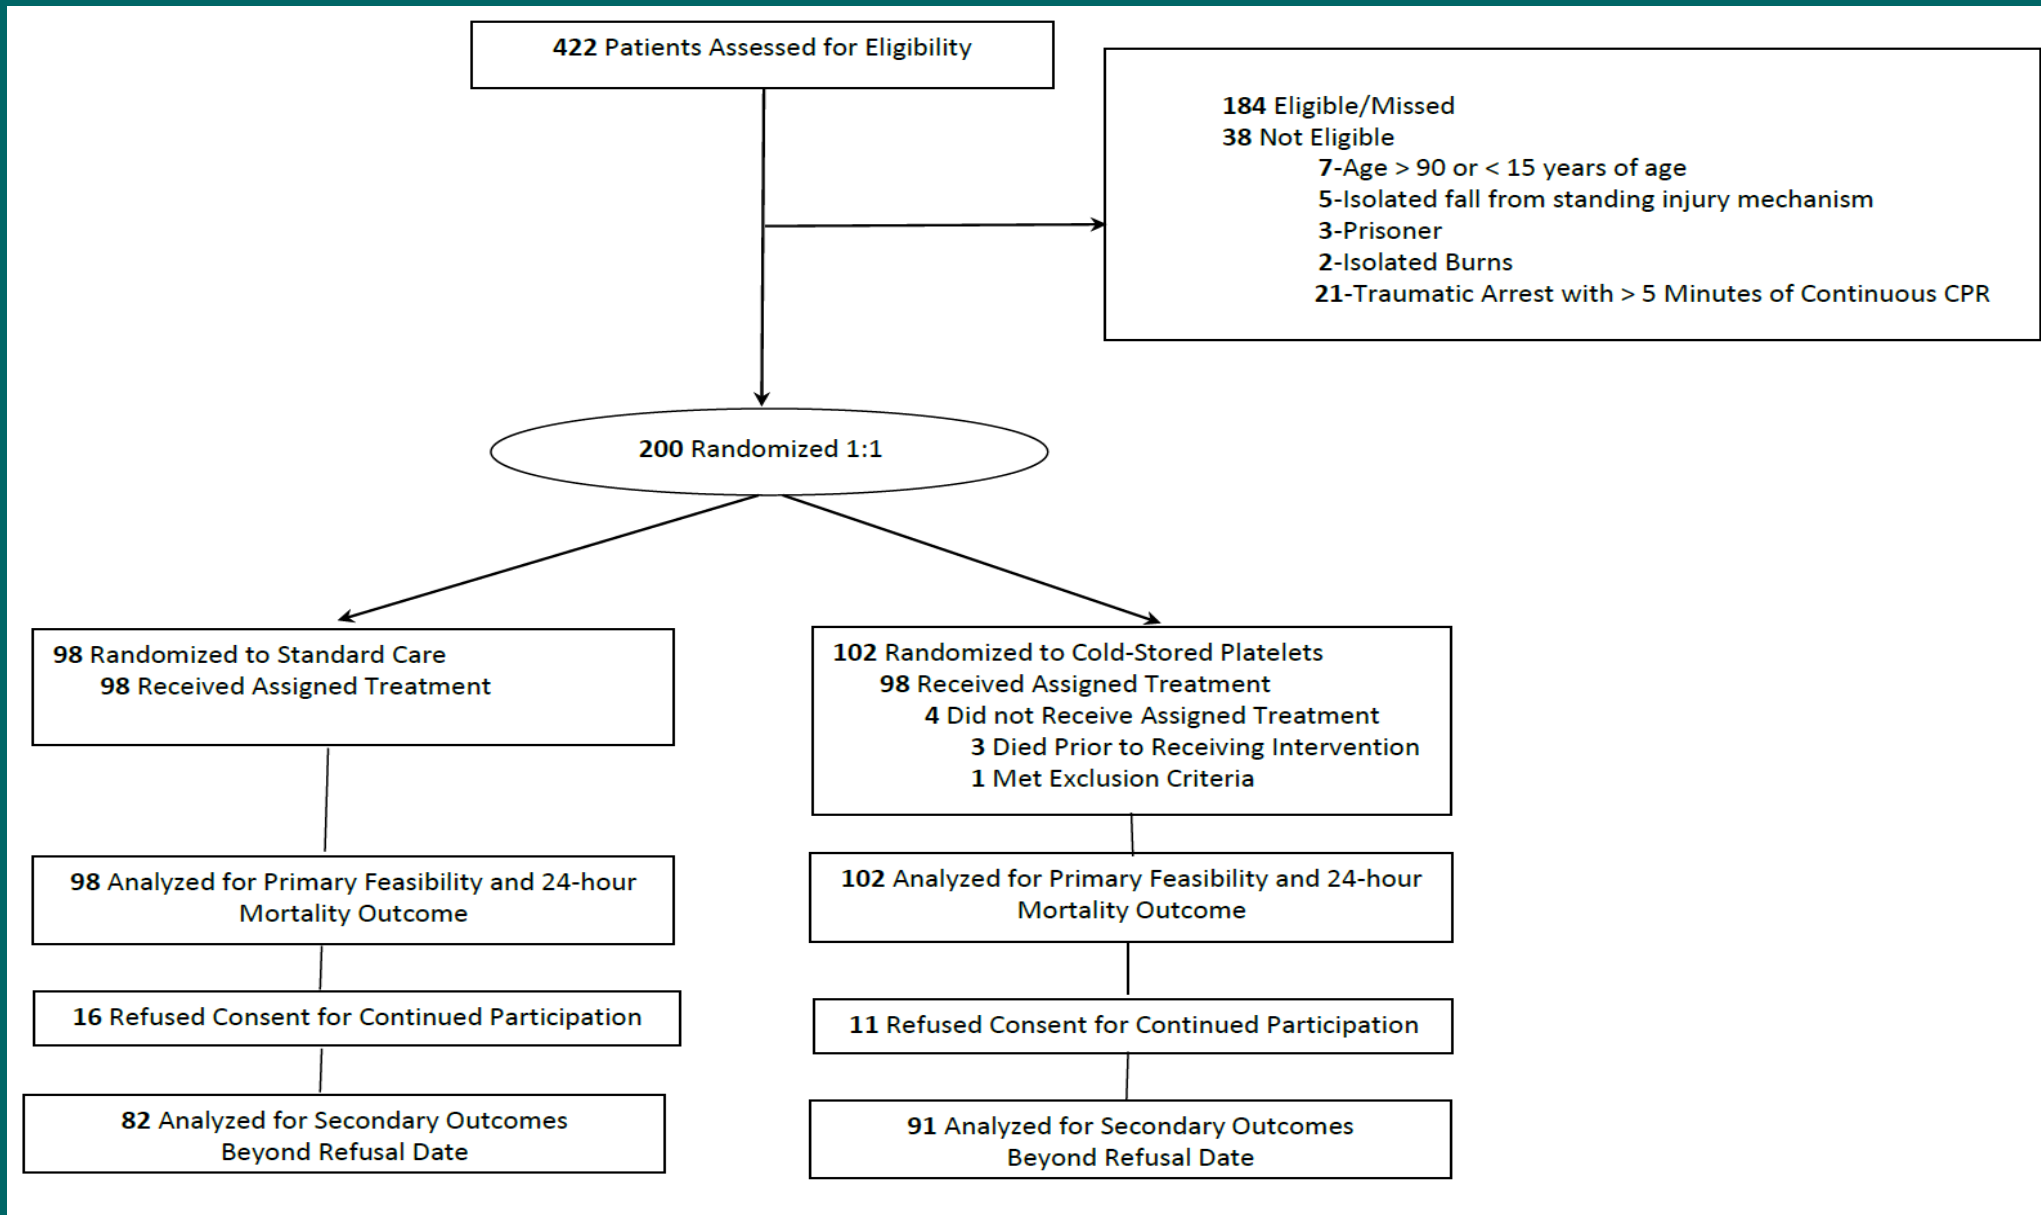 422 Patients Assessed for Eligibility
184 Eligible/Missed
38 Not Eligible
7-Age > 90 or < 15 years of age
5-Isolated fall from standing injury mechanism
3-Prisoner
2-Isolated Burns
21-Traumatic Arrest with > 5 Minutes of Continuous CPR
200 Randomized 1:1
98 Randomized to Standard Care
98 Received Assigned Treatment
102 Randomized to Cold-Stored Platelets
98 Received Assigned Treatment
4 Did not Receive Assigned Treatment
3 Died Prior to Receiving Intervention
1 Met Exclusion Criteria
98 Analyzed for Primary Feasibility and 24-hour
Mortality Outcome
102 Analyzed for Primary Feasibility and 24-hour
Mortality Outcome
16 Refused Consent for Continued Participation
11 Refused Consent for Continued Participation
82 Analyzed for Secondary Outcomes
Beyond Refusal Date
91 Analyzed for Secondary Outcomes
Beyond Refusal Date